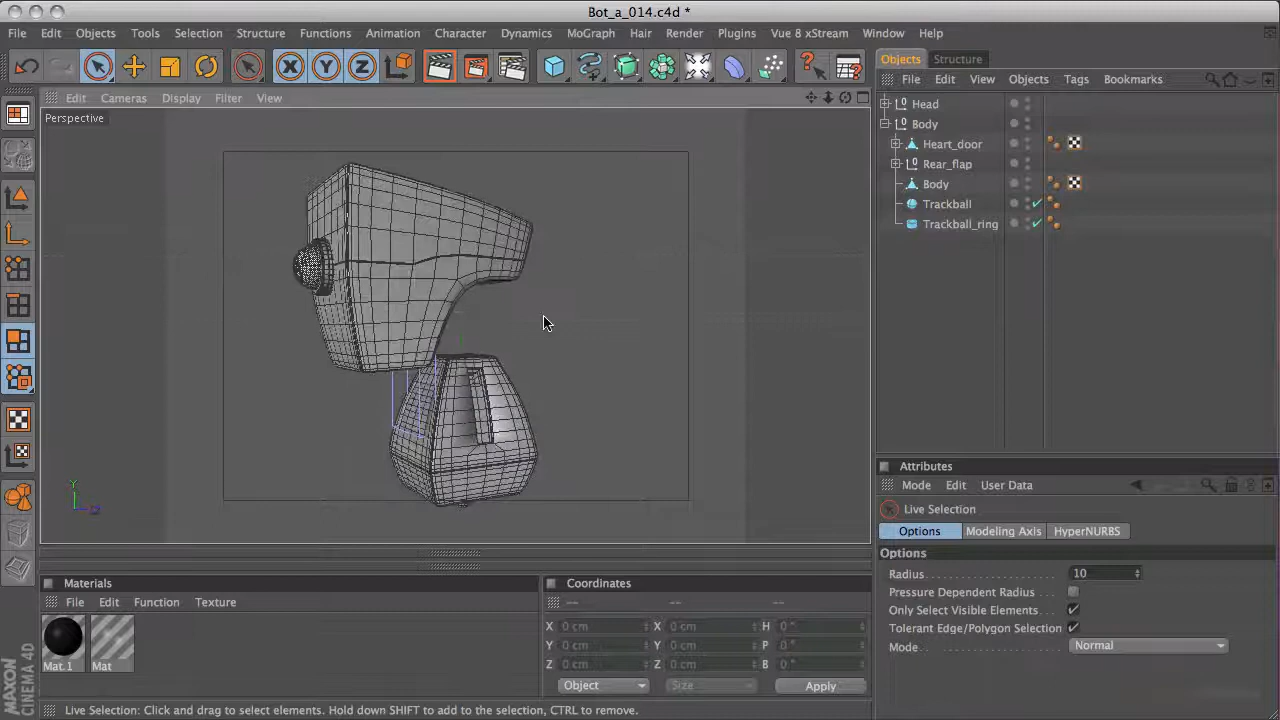 Bot_a_014.c4d *
File Edit Objects Tools Selection Structure Functions Animation Character Dynamics MoGraph Hair Render Plugins Vue 8 xStream Window Help
X Y Z
Objects Structure
File Edit View Objects Tags Bookmarks
Edit Cameras Display Filter View
Perspective
Head
Body
Heart_door
Rear_flap
Body
Trackball
Trackball_ring
Y
Attributes
Mode Edit User Data
Live Selection
Options Modeling Axis HyperNURBS
Options
Radius 10
Pressure Dependent Radius
Only Select Visible Elements
Tolerant Edge/Polygon Selection
Mode Normal
Materials
File Edit Function Texture
Mat.1 Mat
Coordinates
-- -- --
X 0 cm X 0 cm H 0 °
Y 0 cm Y 0 cm P 0 °
Z 0 cm Z 0 cm B 0 °
Object Size Apply
MAXON
CINEMA 4D
Live Selection: Click and drag to select elements. Hold down SHIFT to add to the selection, CTRL to remove.